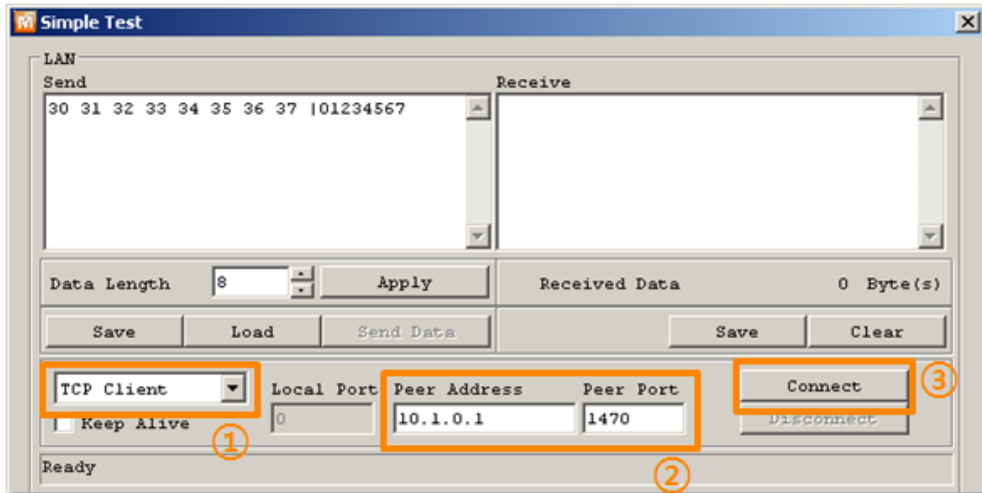 Simple Test
LAN
Send
Receive
30 31 32 33 34 35 36 37 |01234567
Data Length 8 Apply
Received Data 0 Byte(s)
Save Load Send Data
Save Clear
TCP Client
Local Port Peer Address Peer Port
Connect
③
Keep Alive
0 10.1.0.1 1470
Disconnect
①
②
Ready